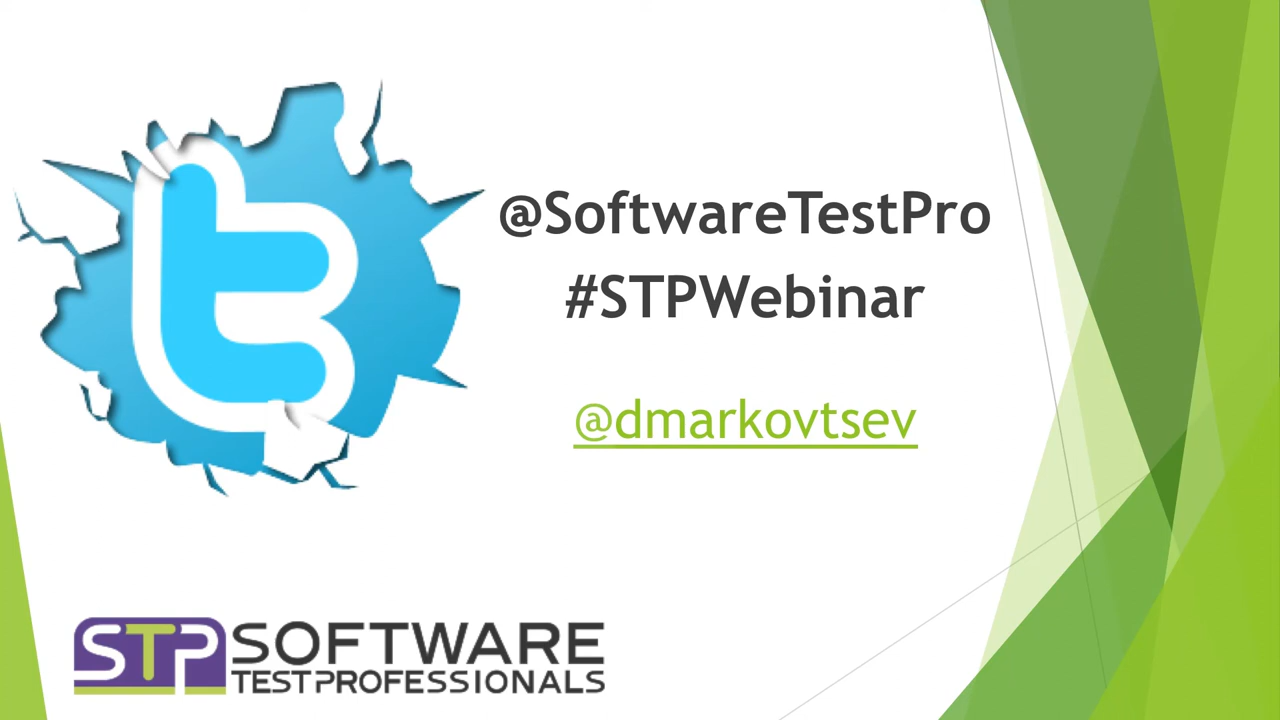 @SoftwareTestPro
#STPWebinar
@dmarkovtsev
STP SOFTWARE
TEST PROFESSIONALS